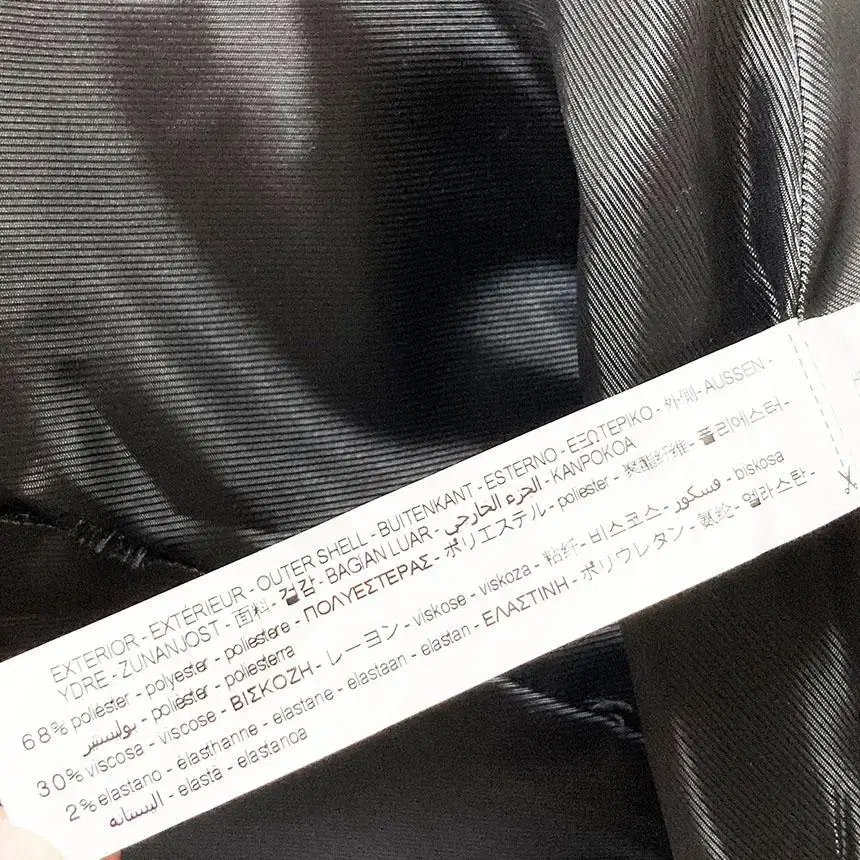 EXTERIOR - EXTÉRIEUR - OUTER SHELL - BUITENKANT - ESTERNO - ΕΞΩΤΕΡΙΚΟ - 外側 - AUSSEN -
YDRE - ZUNANJOST - 面料 - 겉감 - BAGIAN LUAR - الجزء الخارجي - KANPOKOA
68% poliéster - polyester - poliestere - ΠΟΛΥΕΣΤΕΡΑΣ - ポリエステル - poliester - 聚酯纤维 - 폴리에스터 -
بوليستر - polièster - poliesterra
30% viscosa - viscose - ΒΙΣΚΟΖΗ - レーヨン - viskose - viskoza - 粘纤 - 비스코스 - فسكور - biskosa
2% elastano - élasthanne - elastane - elastaan - elastan - ΕΛΑΣΤΙΝΗ - ポリウレタン - 氨纶 - 엘라스탄 -
اليستانه - elastà - elastanoa